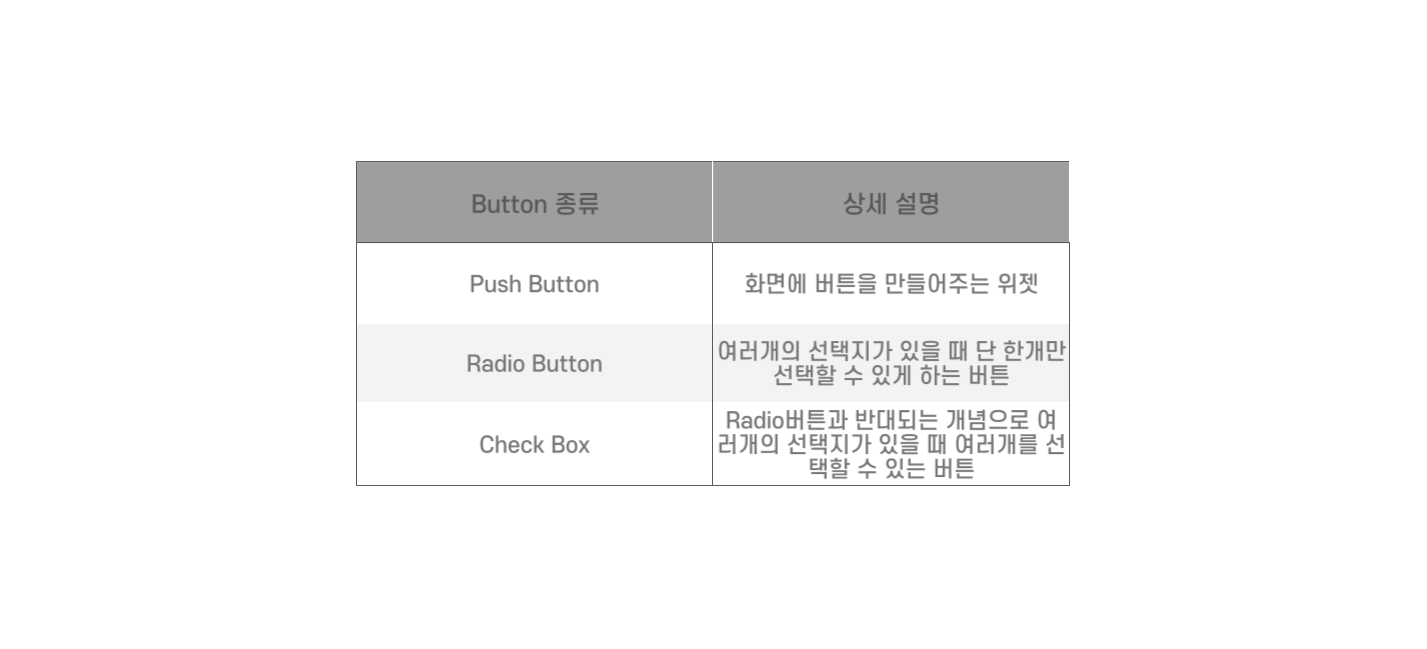 Button 종류
상세 설명
Push Button
화면에 버튼을 만들어주는 위젯
Radio Button
여러개의 선택지가 있을 때 단 한개만
선택할 수 있게 하는 버튼
Check Box
Radio버튼과 반대되는 개념으로 여
러개의 선택지가 있을 때 여러개를 선
택할 수 있는 버튼